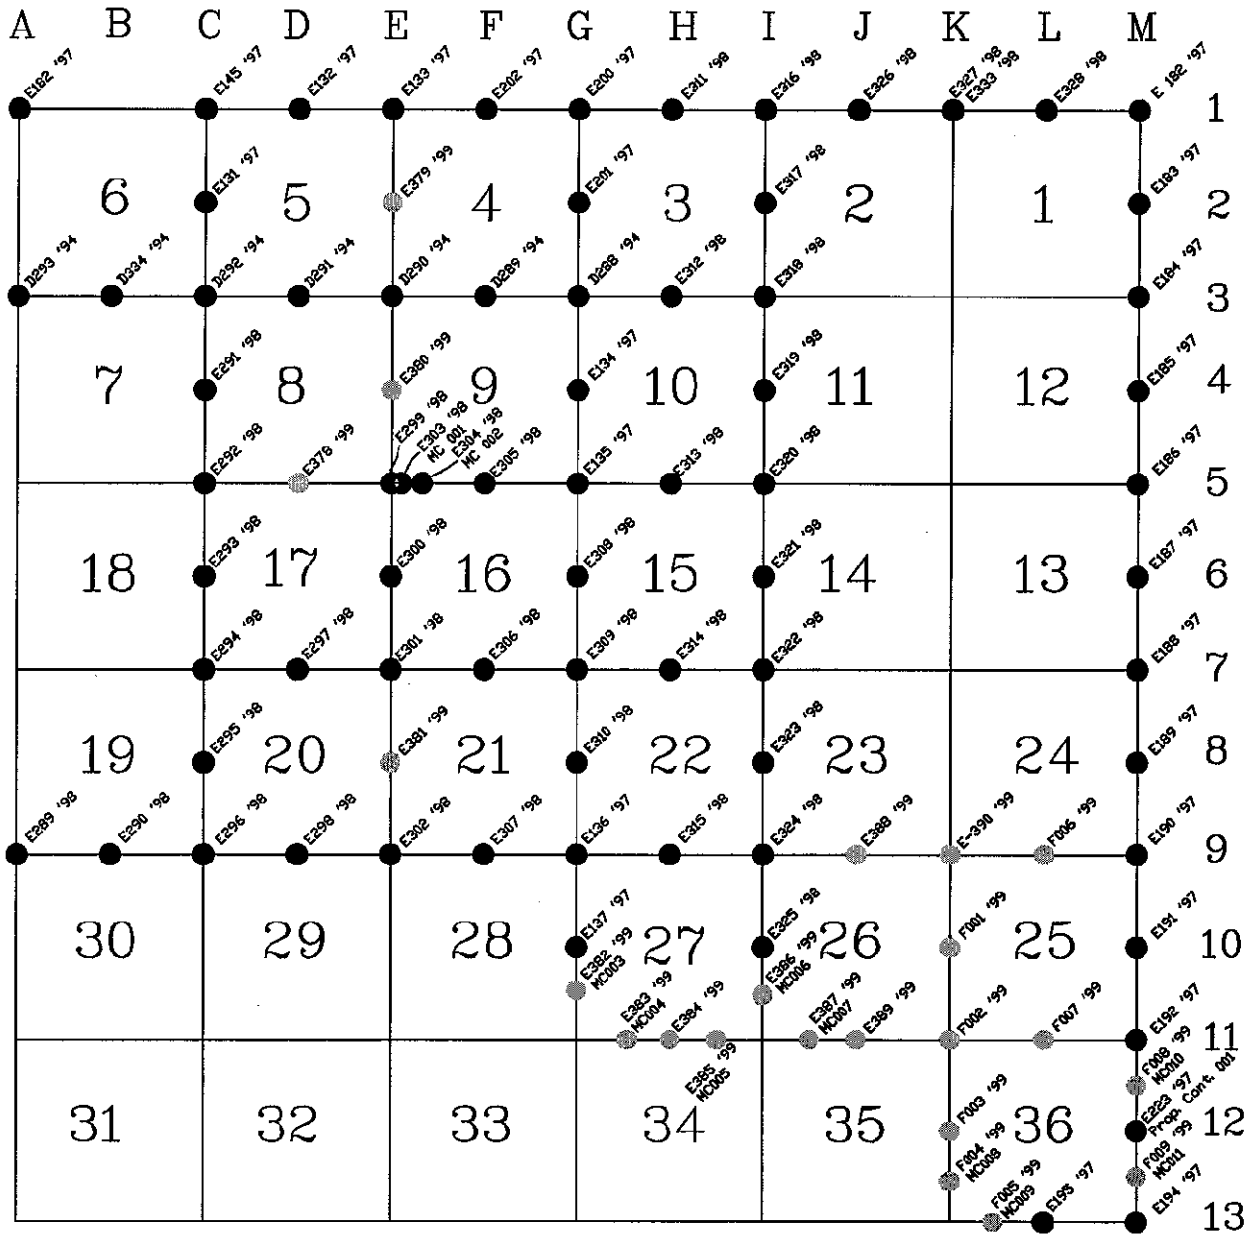 A B C D E F G H I J K L M
E182 '97
E145 '97
E132 '97
E133 '97
E202 '97
E200 '97
E311 '98
E316 '98
E326 '98
E327 '98
E333 '98
E328 '98
E 182 '97
1
E131 '97
E379 '99
E201 '97
E317 '98
E183 '97
6 5 4 3 2 1
2
D293 '94
D334 '94
D292 '94
D291 '94
D290 '94
D289 '94
D288 '94
E312 '98
E318 '98
E184 '97
3
E291 '98
E380 '99
E134 '97
E319 '98
E185 '97
7 8 9 10 11 12
4
E292 '98
E378 '99
E299 '98
E303 '98
MC 001
E304 '98
MC 002
E305 '98
E135 '97
E313 '98
E320 '98
E186 '97
5
E293 '98
E300 '98
E308 '98
E321 '98
E187 '97
18 17 16 15 14 13
6
E294 '98
E297 '98
E301 '98
E306 '98
E309 '98
E314 '98
E322 '98
E188 '97
7
E295 '98
E381 '99
E310 '98
E323 '98
E189 '97
19 20 21 22 23 24
8
E289 '98
E290 '98
E296 '98
E298 '98
E302 '98
E307 '98
E136 '97
E315 '98
E324 '98
E388 '99
E-390 '99
F006 '99
E190 '97
9
E137 '97
E325 '98
F001 '99
E191 '97
30 29 28 27 26 25
10
E382 '99
MC003
E386 '99
MC006
E383 '99
MC004
E384 '99
E385 '99
MC005
E387 '99
MC007
E389 '99
F002 '99
F007 '99
E192 '97
11
F008 '99
MC010
F003 '99
E223 '97
Prop. Cont. 001
31 32 33 34 35 36
12
F004 '99
MC008
F009 '99
MC011
F005 '99
MC009
E193 '97
E194 '97
13